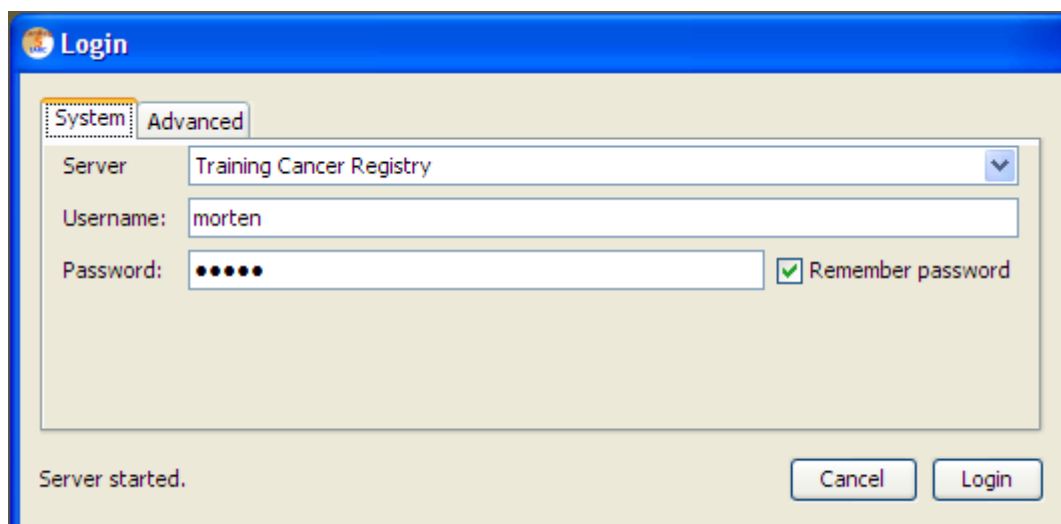 Login
System Advanced
Server Training Cancer Registry
Username: morten
Password: ●●●●● Remember password
Server started. Cancel Login